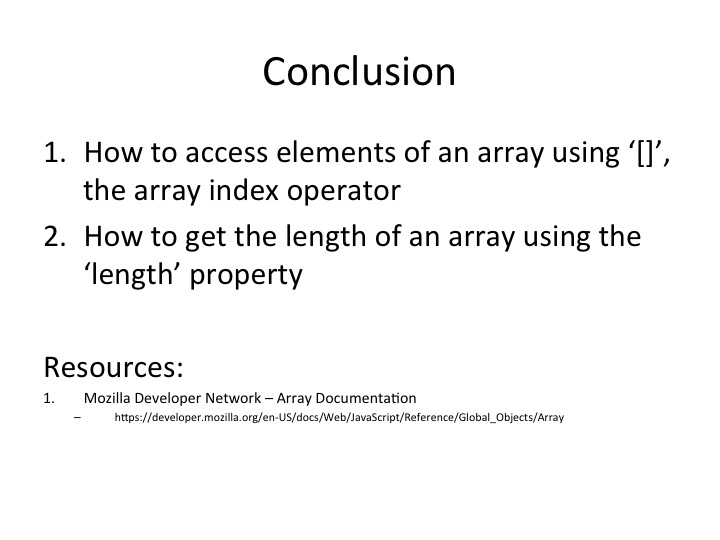 Conclusion
1. How to access elements of an array using ‘[]’,
the array index operator
2. How to get the length of an array using the
‘length’ property
Resources:
1. Mozilla Developer Network – Array Documentation
– https://developer.mozilla.org/en-US/docs/Web/JavaScript/Reference/Global_Objects/Array